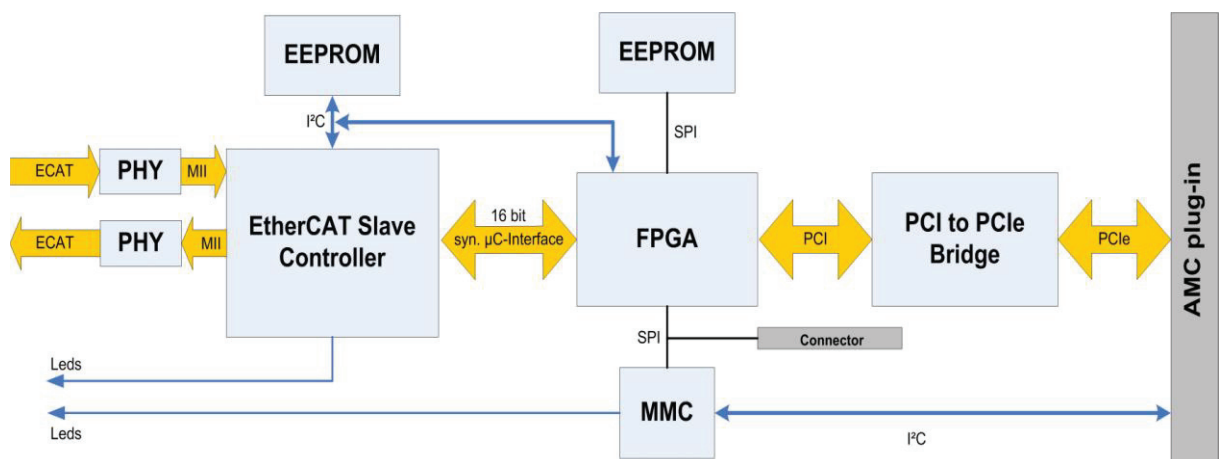 EEPROM
EEPROM
I²C
SPI
ECAT
PHY
MII
ECAT
PHY
MII
EtherCAT Slave
Controller
16 bit
syn. µC-Interface
FPGA
PCI
PCI to PCIe
Bridge
PCIe
AMC plug-in
SPI
Connector
Leds
MMC
Leds
I²C